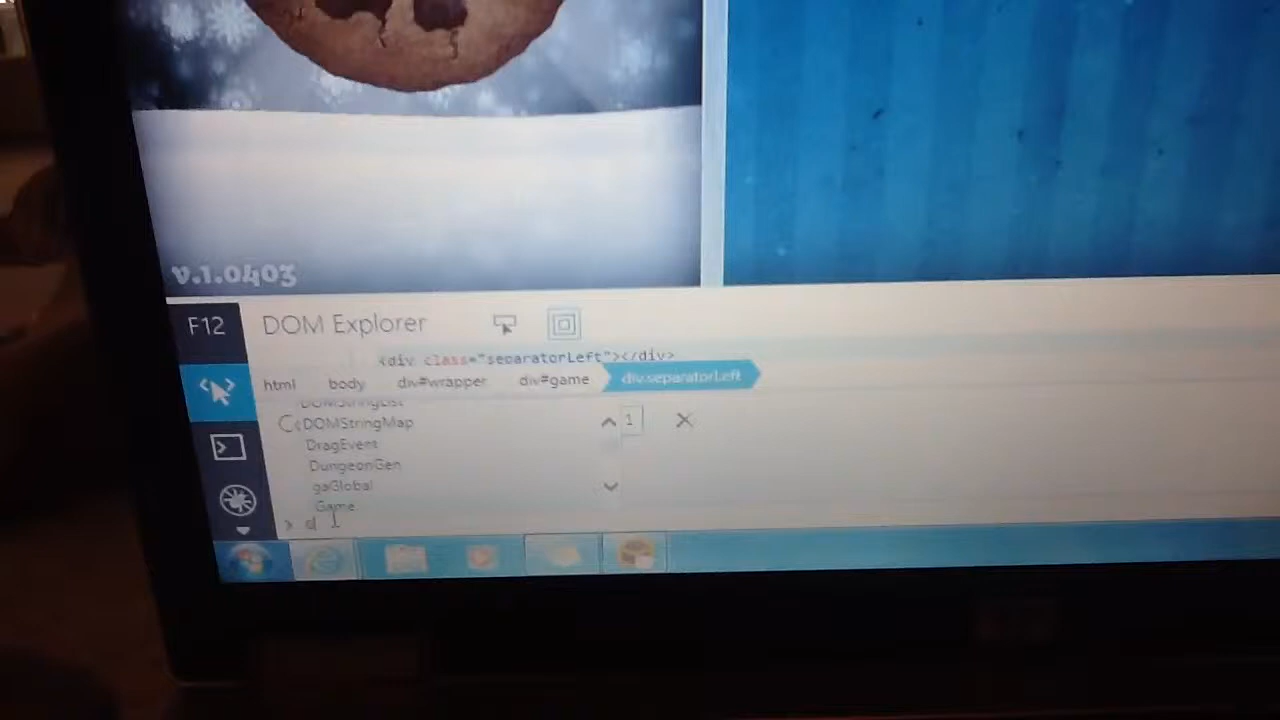 v.1.0403
F12 DOM Explorer
<div class="separatorLeft"></div>
html body div#wrapper div#game div.separatorLeft
DOMStringList
DOMStringMap 1
DragEvent
DungeonGen
gaGlobal
Game
>